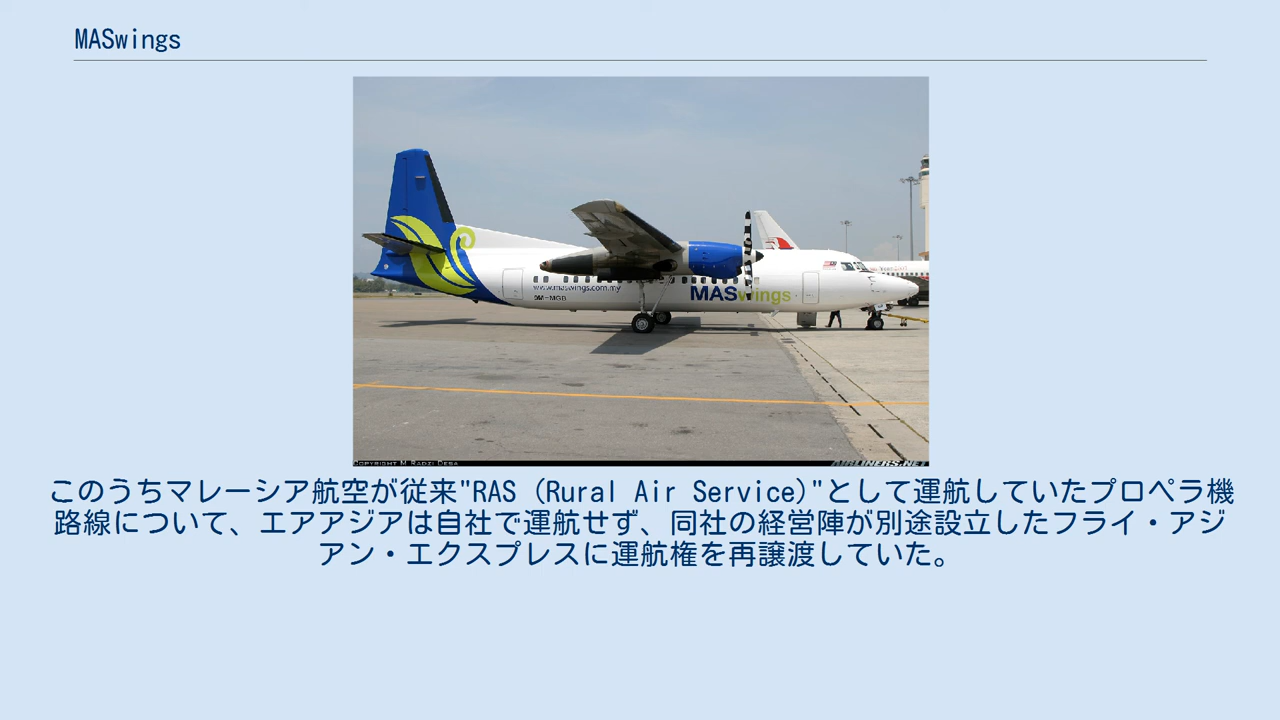 MASwings
www.maswings.com.my
9M-MGB
MASwings
COPYRIGHT M RADZI DESA
AIRLINERS.NET
このうちマレーシア航空が従来"RAS (Rural Air Service)"として運航していたプロペラ機
路線について、エアアジアは自社で運航せず、同社の経営陣が別途設立したフライ・アジ
アン・エクスプレスに運航権を再譲渡していた。